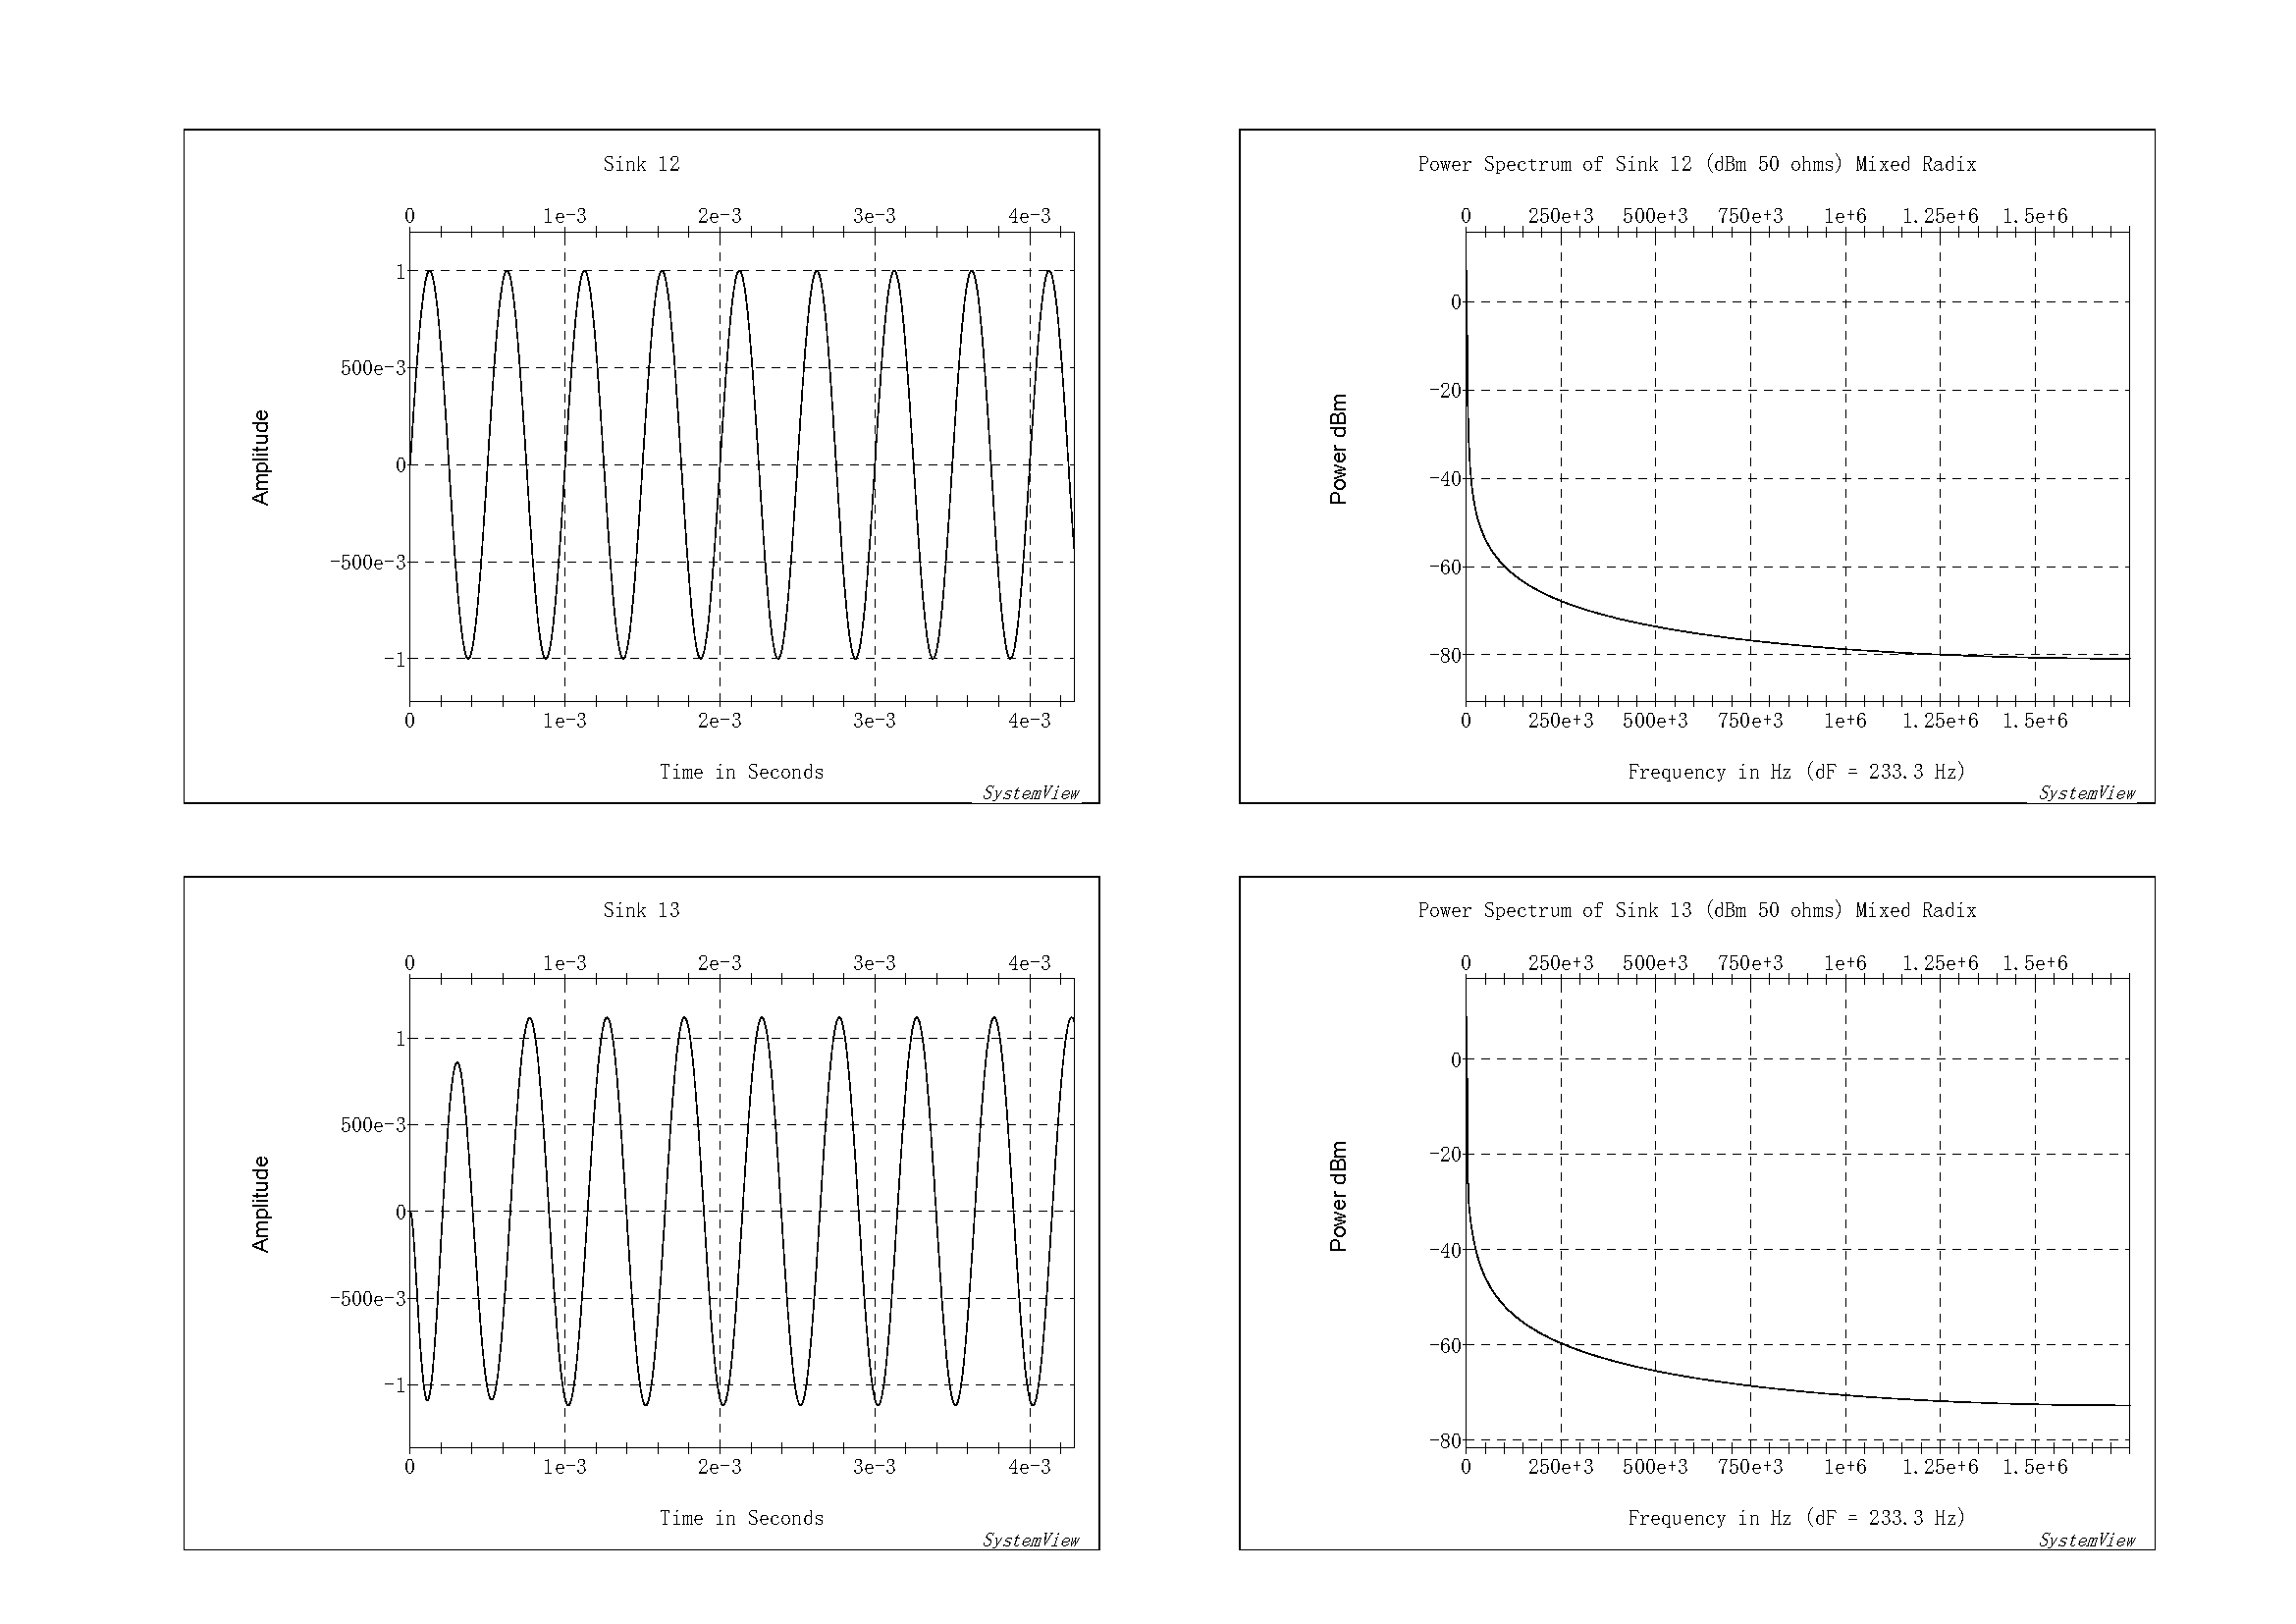 Sink 12
0 1e-3 2e-3 3e-3 4e-3
1
500e-3
0
-500e-3
-1
Amplitude
0 1e-3 2e-3 3e-3 4e-3
Time in Seconds
SystemView
Power Spectrum of Sink 12 (dBm 50 ohms) Mixed Radix
0 250e+3 500e+3 750e+3 1e+6 1.25e+6 1.5e+6
0
-20
-40
-60
-80
Power dBm
0 250e+3 500e+3 750e+3 1e+6 1.25e+6 1.5e+6
Frequency in Hz (dF = 233.3 Hz)
SystemView
Sink 13
0 1e-3 2e-3 3e-3 4e-3
1
500e-3
0
-500e-3
-1
Amplitude
0 1e-3 2e-3 3e-3 4e-3
Time in Seconds
SystemView
Power Spectrum of Sink 13 (dBm 50 ohms) Mixed Radix
0 250e+3 500e+3 750e+3 1e+6 1.25e+6 1.5e+6
0
-20
-40
-60
-80
Power dBm
0 250e+3 500e+3 750e+3 1e+6 1.25e+6 1.5e+6
Frequency in Hz (dF = 233.3 Hz)
SystemView